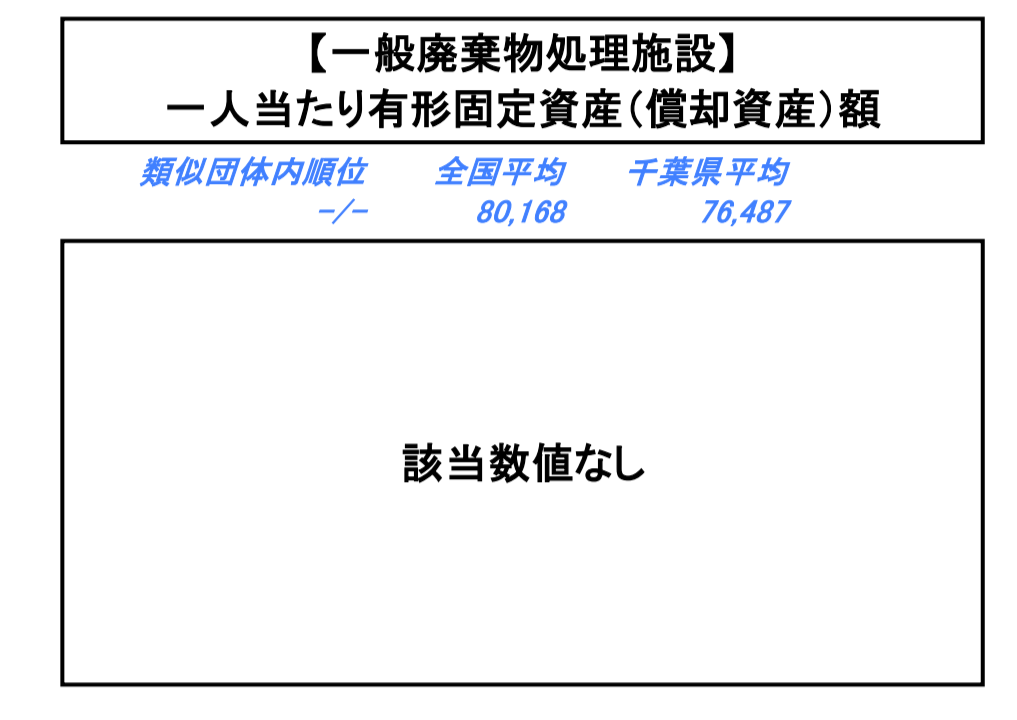 【一般廃棄物処理施設】
一人当たり有形固定資産(償却資産)額
類似団体内順位 全国平均 千葉県平均
-/- 80,168 76,487
該当数値なし